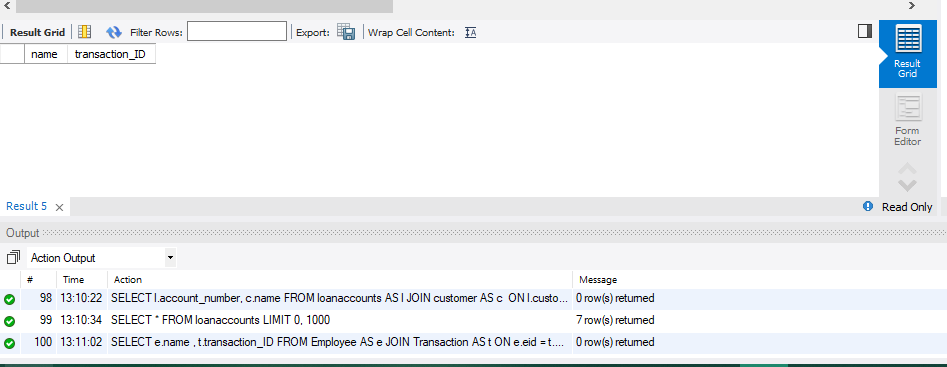 Result Grid Filter Rows: Export: Wrap Cell Content: IA
name transaction_ID
Result Grid
Form Editor
Result 5 Read Only
Output
Action Output
# Time Action Message
98 13:10:22 SELECT l.account_number, c.name FROM loanaccounts AS l JOIN customer AS c ON l.custo... 0 row(s) returned
99 13:10:34 SELECT * FROM loanaccounts LIMIT 0, 1000 7 row(s) returned
100 13:11:02 SELECT e.name , t.transaction_ID FROM Employee AS e JOIN Transaction AS t ON e.eid = t.... 0 row(s) returned